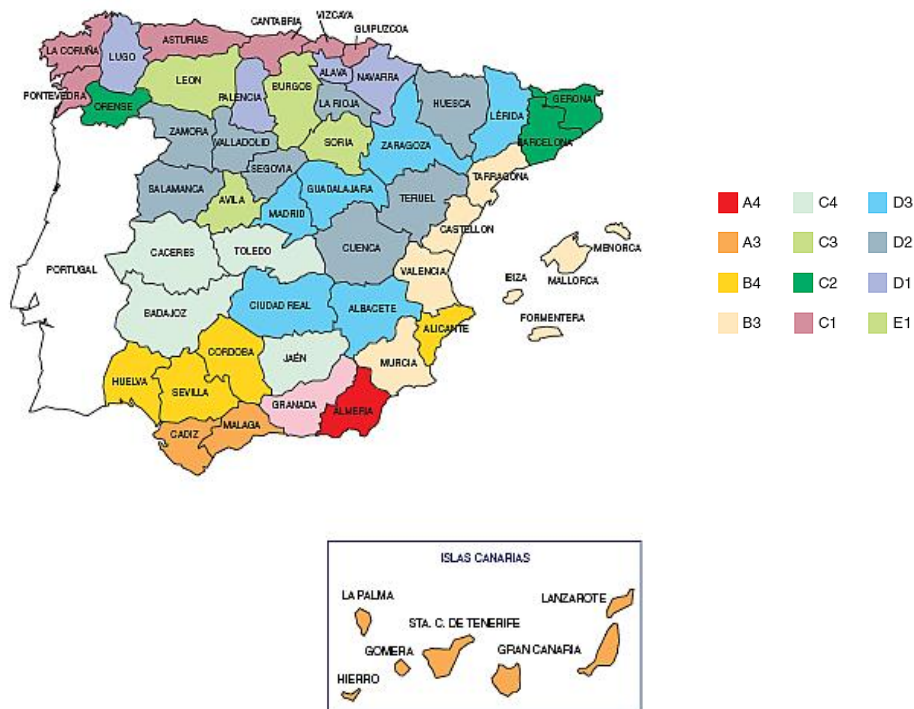 CANTABRIA
VIZCAYA
GUIPUZCOA
LA CORUÑA
LUGO
ASTURIAS
ALAVA
NAVARRA
PONTEVEDRA
ORENSE
LEON
PALENCIA
BURGOS
LA RIOJA
HUESCA
LÉRIDA
GERONA
BARCELONA
ZAMORA
VALLADOLID
SORIA
ZARAGOZA
TARRAGONA
SEGOVIA
SALAMANCA
AVILA
MADRID
GUADALAJARA
TERUEL
CASTELLON
PORTUGAL
CACERES
TOLEDO
CUENCA
VALENCIA
MENORCA
MALLORCA
IBIZA
FORMENTERA
BADAJOZ
CIUDAD REAL
ALBACETE
ALICANTE
CORDOBA
JAÉN
MURCIA
HUELVA
SEVILLA
GRANADA
ALMERIA
CADIZ
MALAGA
A4
A3
B4
B3
C4
C3
C2
C1
D3
D2
D1
E1
ISLAS CANARIAS
LA PALMA
LANZAROTE
STA. C. DE TENERIFE
GOMERA
GRAN CANARIA
HIERRO